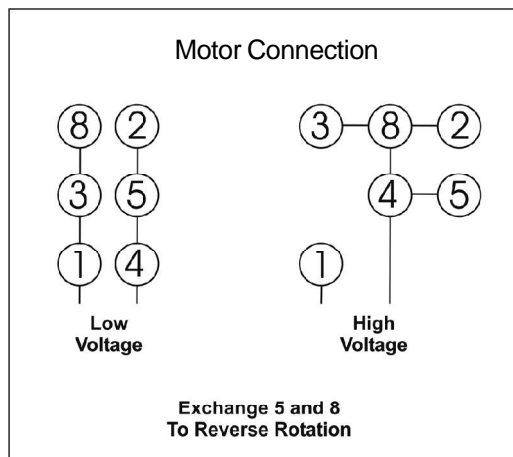 Motor Connection
8 2 3 8 2
3 5 4 5
1 4 1
Low High
Voltage Voltage
Exchange 5 and 8
To Reverse Rotation